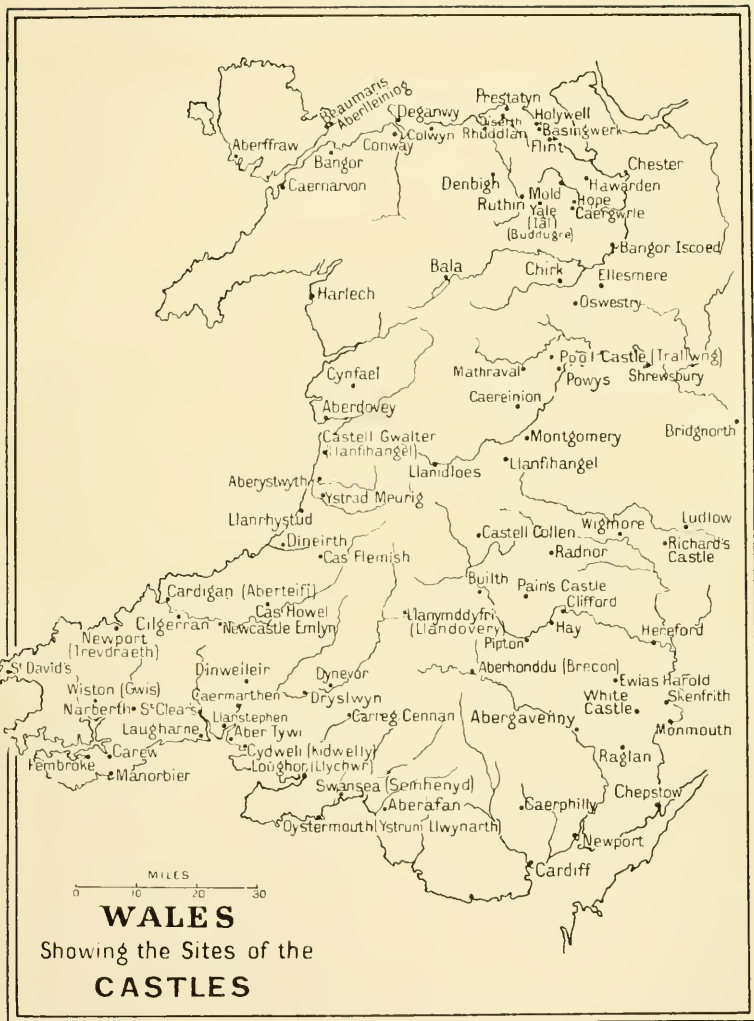 Beaumaris
Aberlleiniog
Deganwy
Colwyn
Conway
Prestatyn
Diserth
Rhuddlan
Holywell
Basingwerk
Flint
Aberffraw
Bangor
Caernarvon
Chester
Denbigh
Mold
Hawarden
Ruthin
Hope
Yale
Caergwrle
(Iâl)
(Buddugre)
Bangor Iscoed
Bala
Chirk
Ellesmere
Harlech
Oswestry
Cynfael
Mathraval
Pool Castle (Trallwng)
Powys
Shrewsbury
Aberdovey
Caereinion
Bridgnorth
Castell Gwalter
(Llanfihangel)
Montgomery
Aberystwyth
Llanidloes
Llanfihangel
Ystrad Meurig
Llanrhystud
Dineirth
Cas' Flemish
Castell Collen
Wigmore
Ludlow
Radnor
Richard's
Castle
Cardigan (Aberteifi)
Cas' Howel
Builth
Pain's Castle
Clifford
Cilgerran
Newcastle Emlyn
Llanymddyfri
(Llandovery)
Newport
(Trevdraeth)
Pipton
Hay
Hereford
St David's
Dinweileir
Dynevor
Aberhonddu (Brecon)
Ewias Harold
Wiston (Gwis)
Caermarthen
Dryslwyn
White
Castle
Skenfrith
Narberth
St Clears
Llanstephen
Carreg Cennan
Abergavenny
Monmouth
Laugharne
Aber Tywi
Carew
Cydweli (Kidwelly)
Raglan
Pembroke
Loughor (Llychwr)
Manorbier
Swansea (Semhenyd)
Chepstow
Aberafan
Caerphilly
Oystermouth (Ystrum Llwynarth)
Newport
Cardiff
MILES
0 10 20 30
WALES
Showing the Sites of the
CASTLES